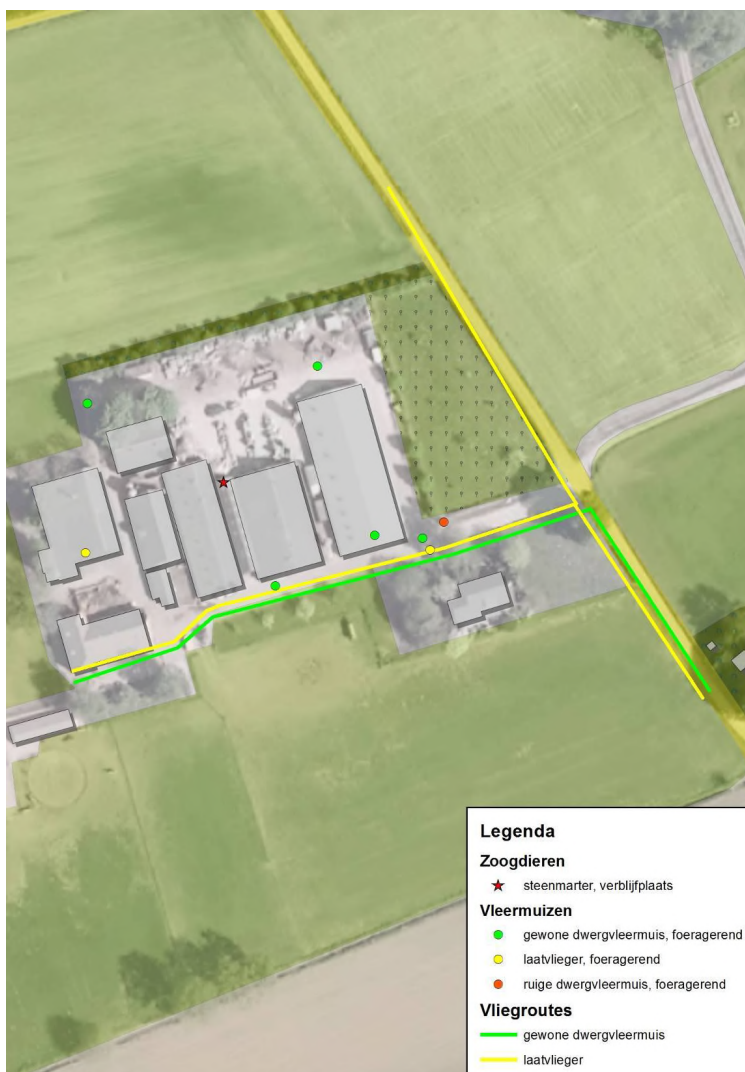 Legenda
Zoogdieren
steenmarter, verblijfplaats
Vleermuizen
gewone dwergvleermuis, foeragerend
laatvlieger, foeragerend
ruige dwergvleermuis, foeragerend
Vliegroutes
gewone dwergvleermuis
laatvlieger